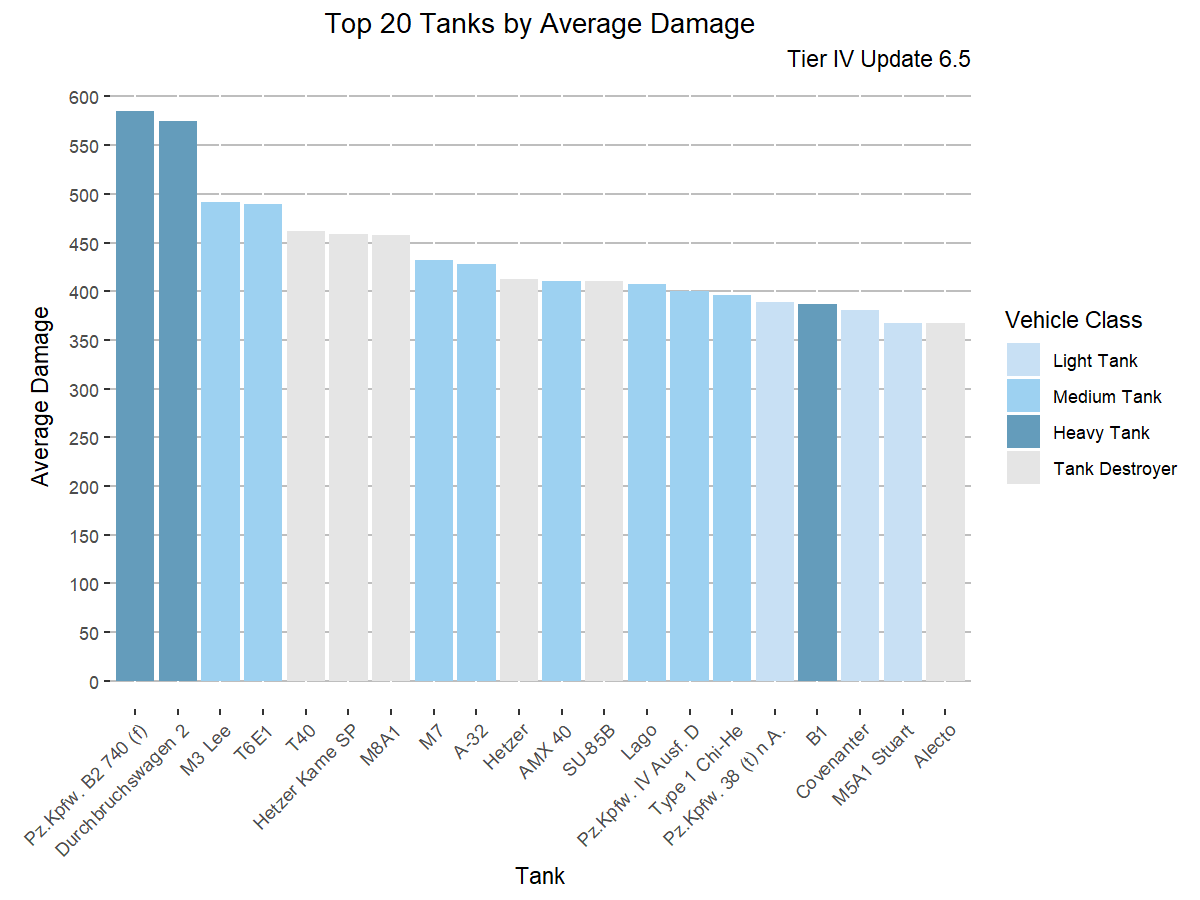 Top 20 Tanks by Average Damage
Tier IV Update 6.5
Average Damage
600
550
500
450
400
350
300
250
200
150
100
50
0
Pz.Kpfw. B2 740 (f)
Durchbruchswagen 2
M3 Lee
T6E1
T40
Hetzer Kame SP
M8A1
M7
A-32
Hetzer
AMX 40
SU-85B
Lago
Pz.Kpfw. IV Ausf. D
Type 1 Chi-He
Pz.Kpfw. 38 (t) n.A.
B1
Covenanter
M5A1 Stuart
Alecto
Tank
Vehicle Class
Light Tank
Medium Tank
Heavy Tank
Tank Destroyer